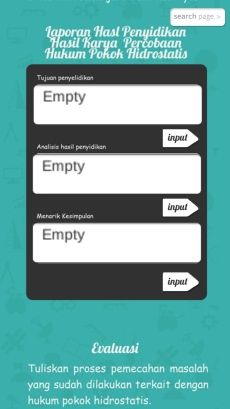 search page >
Laporan Hasl Penyidikan
Hasil Karya Percobaan
Hukum Pokok Hidrostatis
Tujuan penyelidikan
Empty
input
Analisis hasil penyidikan
Empty
input
Menarik Kesimpulan
Empty
input
Evaluasi
Tuliskan proses pemecahan masalah
yang sudah dilakukan terkait dengan
hukum pokok hidrostatis.